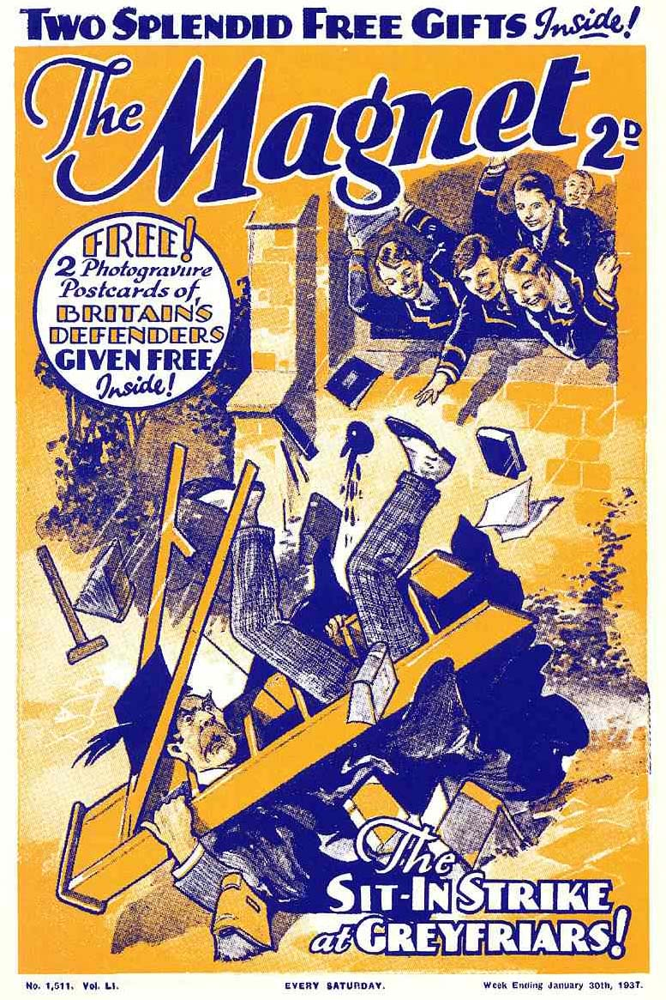 TWO SPLENDID FREE GIFTS Inside!
The Magnet 2D
FREE!
2 Photogravure
Postcards of
BRITAIN'S
DEFENDERS
GIVEN FREE
Inside!
The
SIT-IN STRIKE
at GREYFRIARS!
No. 1,511. Vol. LI. EVERY SATURDAY. Week Ending January 30th, 1937.